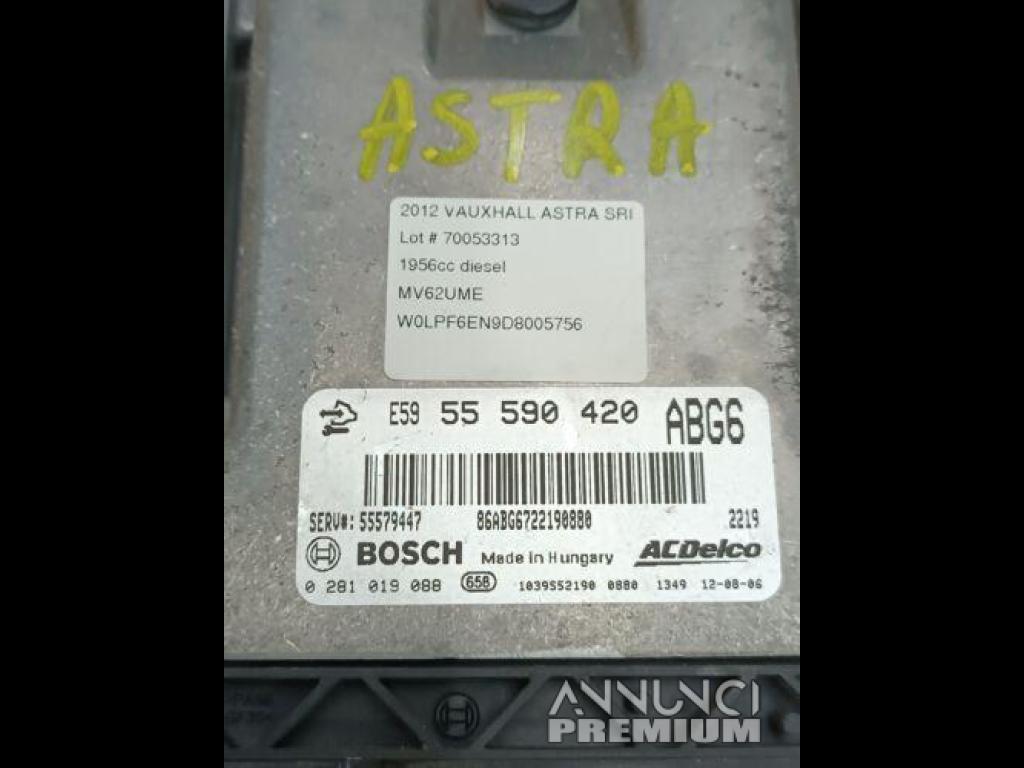 ASTRA
2012 VAUXHALL ASTRA SRI
Lot # 70053313
1956cc diesel
MV62UME
W0LPF6EN9D8005756
E59 55 590 420 ABG6
SERV#: 55579447 86ABG6722190880 2219
BOSCH Made in Hungary ACDelco
0 281 019 088 658 1039S52190 0880 1349 12-08-06
ANNUNCI
PREMIUM